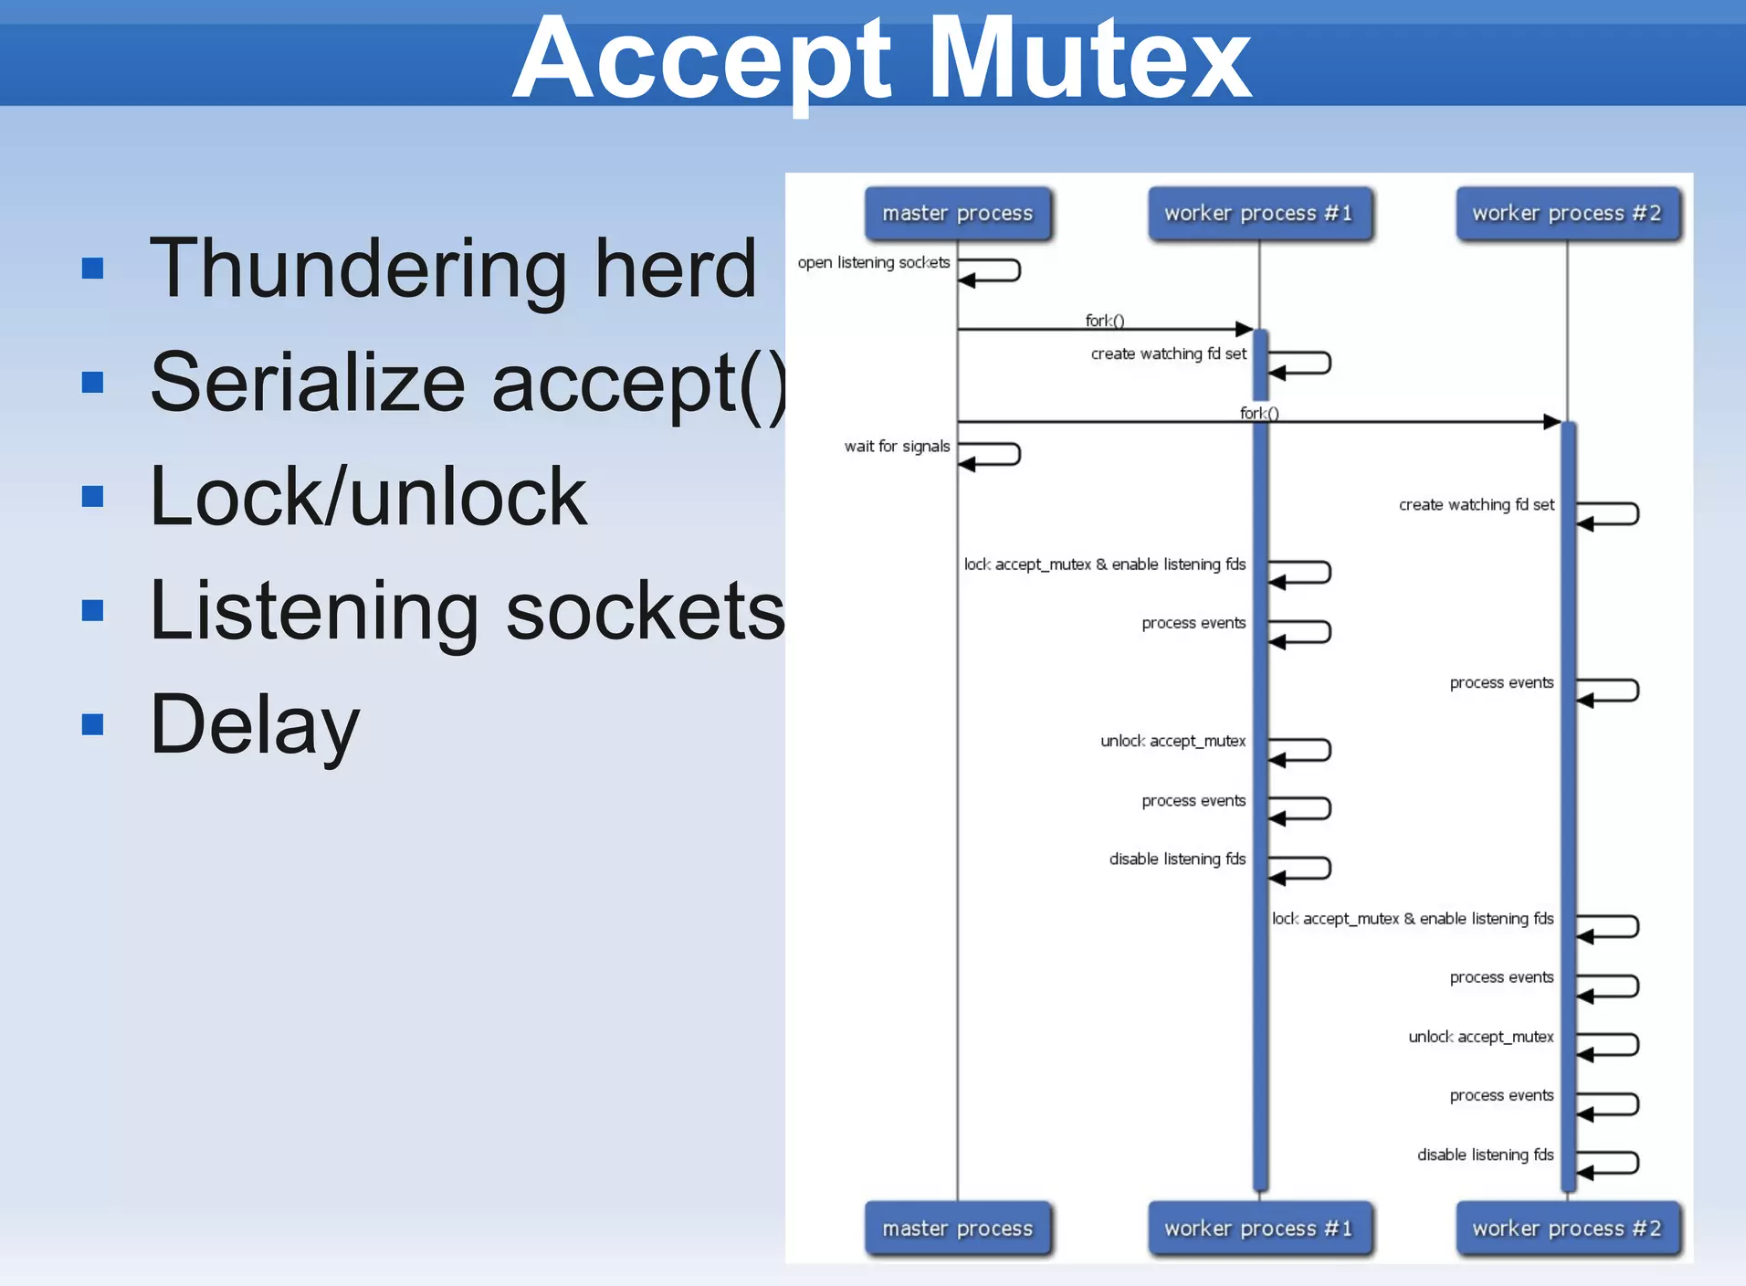 Accept Mutex
Thundering herd
Serialize accept()
Lock/unlock
Listening sockets
Delay
master process
worker process #1
worker process #2
open listening sockets
fork()
create watching fd set
fork()
wait for signals
create watching fd set
lock accept_mutex & enable listening fds
process events
process events
unlock accept_mutex
process events
disable listening fds
lock accept_mutex & enable listening fds
process events
unlock accept_mutex
process events
disable listening fds
master process
worker process #1
worker process #2